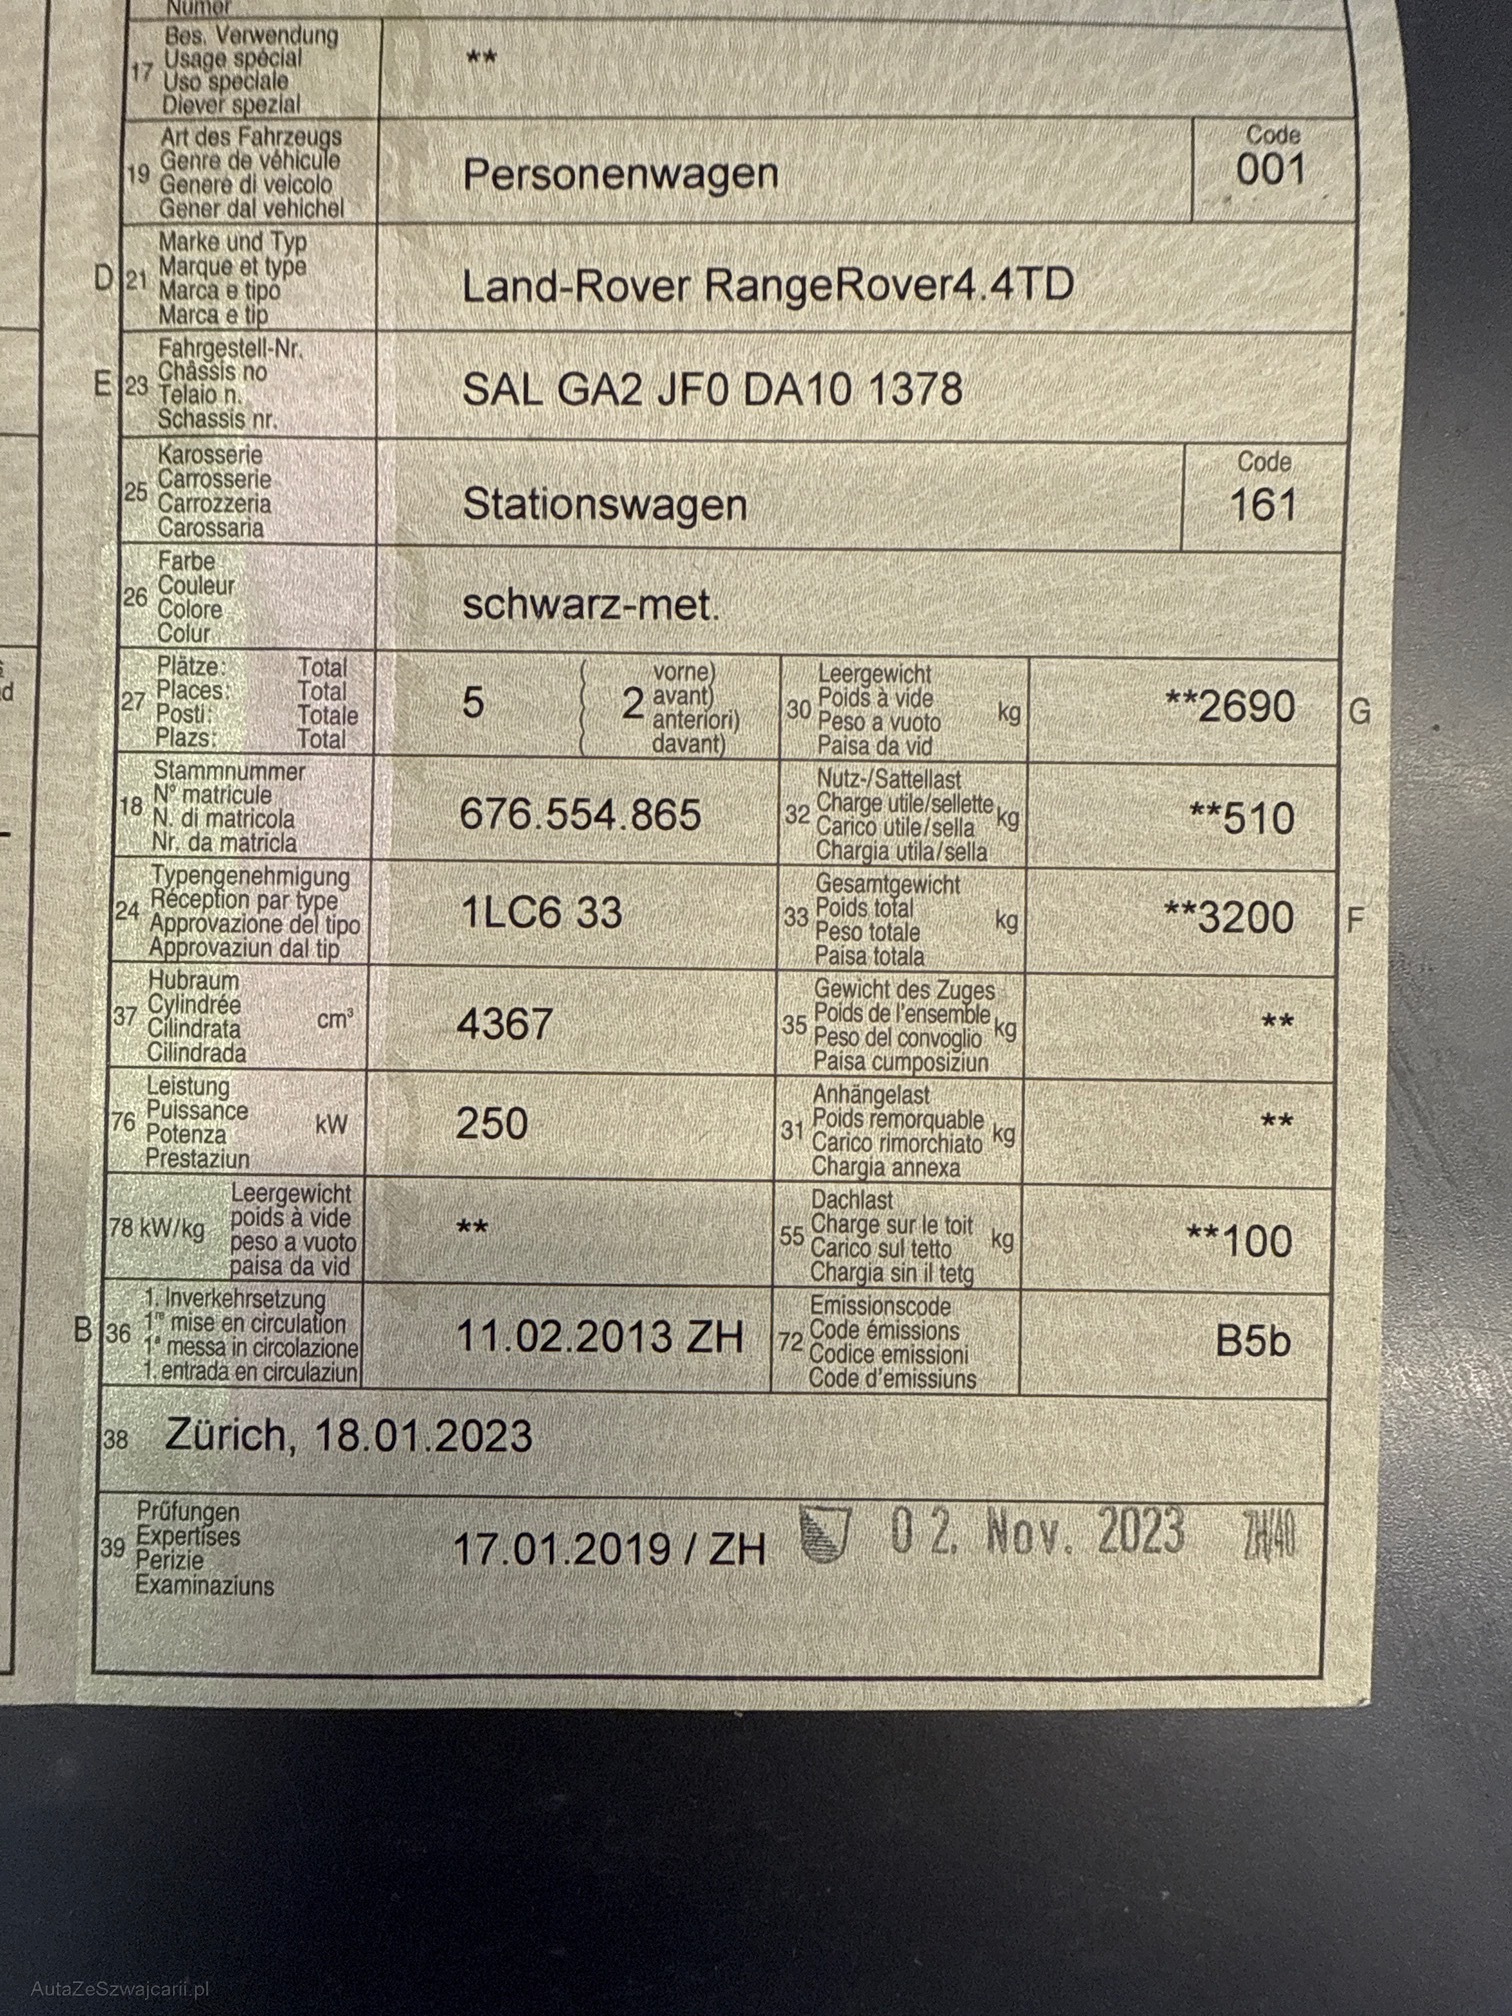 Numer
17 Bes. Verwendung
Usage spécial
Uso speciale
Diever spezial
**
19 Art des Fahrzeugs
Genre de véhicule
Genere di veicolo
Gener dal vehichel
Personenwagen
Code
001
D 21 Marke und Typ
Marque et type
Marca e tipo
Marca e tip
Land-Rover RangeRover4.4TD
E 23 Fahrgestell-Nr.
Châssis no
Telaio n.
Schassis nr.
SAL GA2 JF0 DA10 1378
25 Karosserie
Carrosserie
Carrozzeria
Carossaria
Stationswagen
Code
161
26 Farbe
Couleur
Colore
Colur
schwarz-met.
27 Plätze: Total
Places: Total
Posti: Totale
Plazs: Total
5 ( 2 vorne)
avant)
anteriori)
davant)
30 Leergewicht
Poids à vide
Peso a vuoto
Paisa da vid
kg
**2690 G
18 Stammnummer
N° matricule
N. di matricola
Nr. da matricla
676.554.865
32 Nutz-/Sattellast
Charge utile/sellette
Carico utile/sella
Chargia utila/sella
kg
**510
24 Typengenehmigung
Réception par type
Approvazione del tipo
Approvaziun dal tip
1LC6 33
33 Gesamtgewicht
Poids total
Peso totale
Paisa totala
kg
**3200 F
37 Hubraum
Cylindrée
Cilindrata
Cilindrada
cm³
4367
35 Gewicht des Zuges
Poids de l'ensemble
Peso del convoglio
Paisa cumposiziun
kg
**
76 Leistung
Puissance
Potenza
Prestaziun
kW
250
31 Anhängelast
Poids remorquable
Carico rimorchiato
Chargia annexa
kg
**
78 kW/kg Leergewicht
poids à vide
peso a vuoto
paisa da vid
**
55 Dachlast
Charge sur le toit
Carico sul tetto
Chargia sin il tetg
kg
**100
B 36 1. Inverkehrsetzung
1re mise en circulation
1a messa in circolazione
1. entrada en circulaziun
11.02.2013 ZH
72 Emissionscode
Code émissions
Codice emissioni
Code d'emissiuns
B5b
38 Zürich, 18.01.2023
39 Prüfungen
Expertises
Perizie
Examinaziuns
17.01.2019 / ZH
02. Nov. 2023 ZH/40
AutaZeSzwajcarii.pl